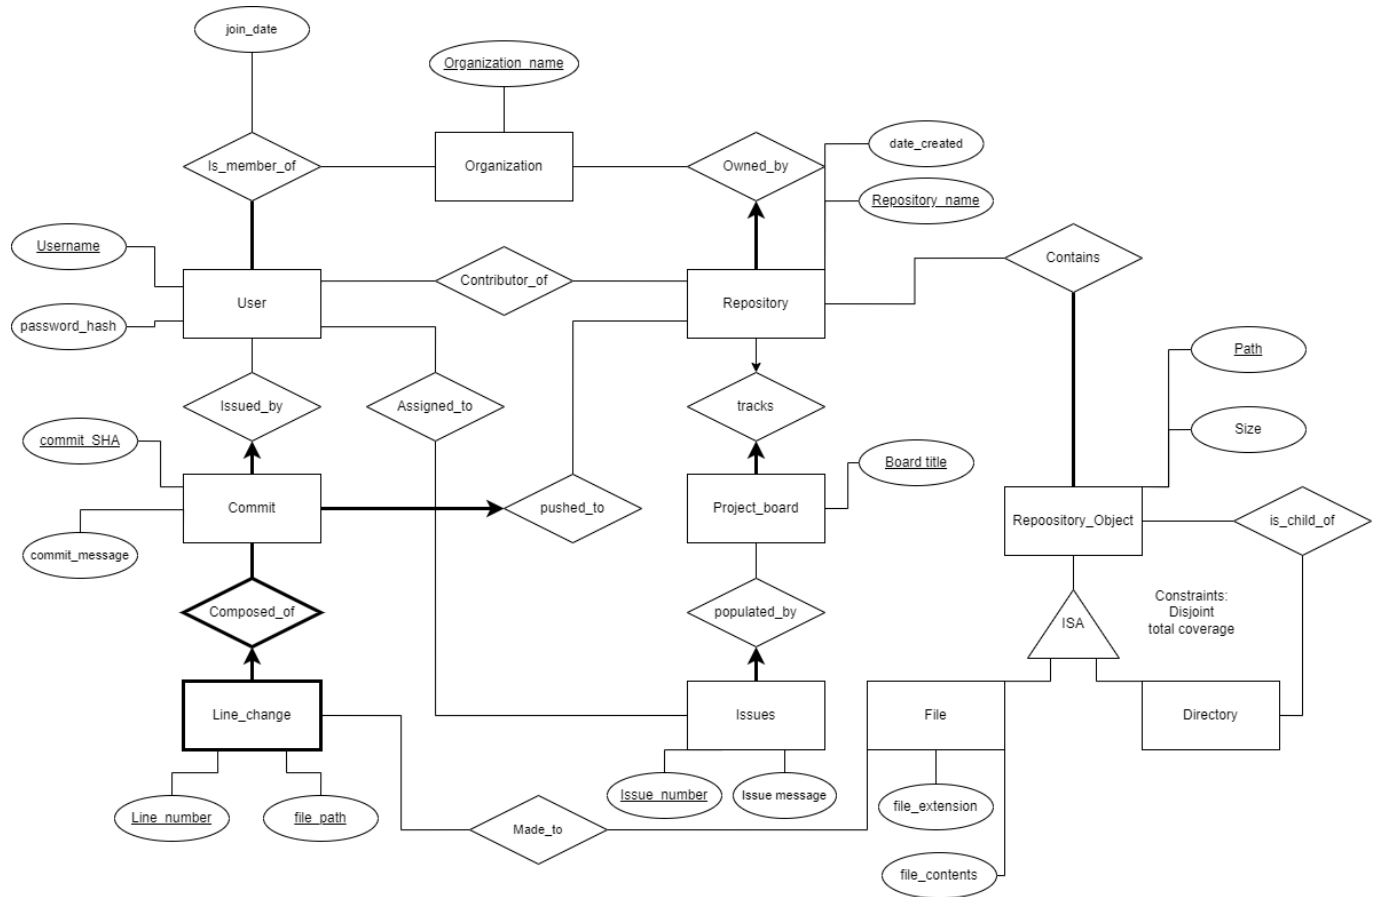 join_date
Organization_name
Is_member_of
Organization
Owned_by
date_created
Repository_name
Username
User
Contributor_of
Repository
Contains
password_hash
Path
Issued_by
Assigned_to
tracks
Size
commit_SHA
Board title
Commit
pushed_to
Project_board
Repoository_Object
is_child_of
commit_message
Composed_of
populated_by
ISA
Constraints:
Disjoint
total coverage
Line_change
Issues
File
Directory
Line_number
file_path
Issue_number
Issue message
file_extension
Made_to
file_contents